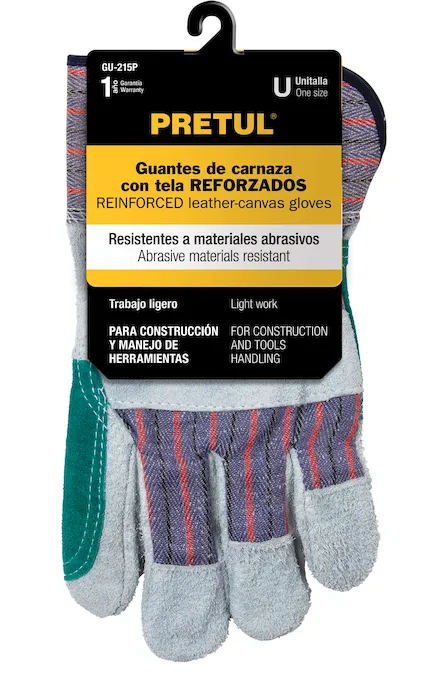 GU-215P
1 año Garantía
Warranty
U Unitalla
One size
PRETUL®
Guantes de carnaza
con tela REFORZADOS
REINFORCED leather-canvas gloves
Resistentes a materiales abrasivos
Abrasive materials resistant
Trabajo ligero
Light work
PARA CONSTRUCCIÓN
Y MANEJO DE
HERRAMIENTAS
FOR CONSTRUCTION
AND TOOLS
HANDLING